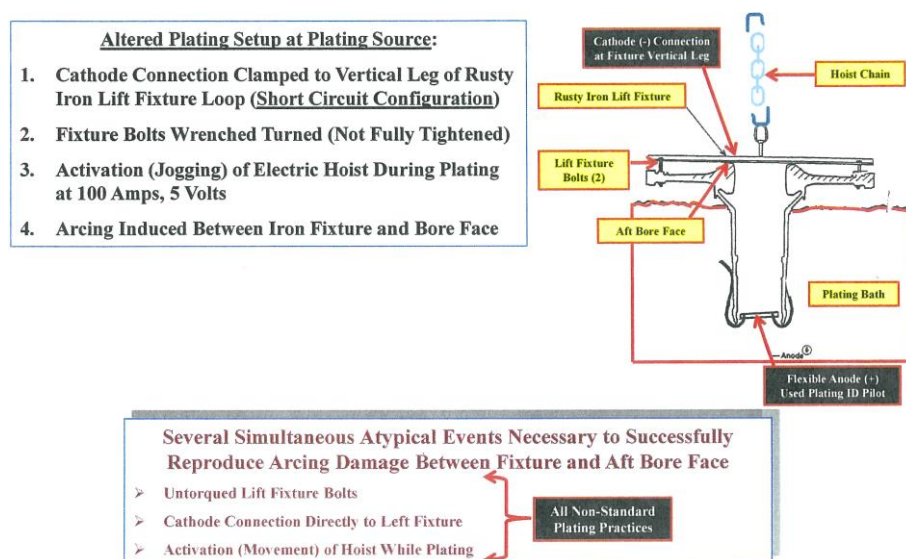 Altered Plating Setup at Plating Source:
1. Cathode Connection Clamped to Vertical Leg of Rusty
Iron Lift Fixture Loop (Short Circuit Configuration)
2. Fixture Bolts Wrenched Turned (Not Fully Tightened)
3. Activation (Jogging) of Electric Hoist During Plating
at 100 Amps, 5 Volts
4. Arcing Induced Between Iron Fixture and Bore Face
Cathode (-) Connection
at Fixture Vertical Leg
Hoist Chain
Rusty Iron Lift Fixture
Lift Fixture
Bolts (2)
Aft Bore Face
Plating Bath
Anode
Flexible Anode (+)
Used Plating ID Pilot
Several Simultaneous Atypical Events Necessary to Successfully
Reproduce Arcing Damage Between Fixture and Aft Bore Face
➢ Untorqued Lift Fixture Bolts
➢ Cathode Connection Directly to Left Fixture
➢ Activation (Movement) of Hoist While Plating
All Non-Standard
Plating Practices